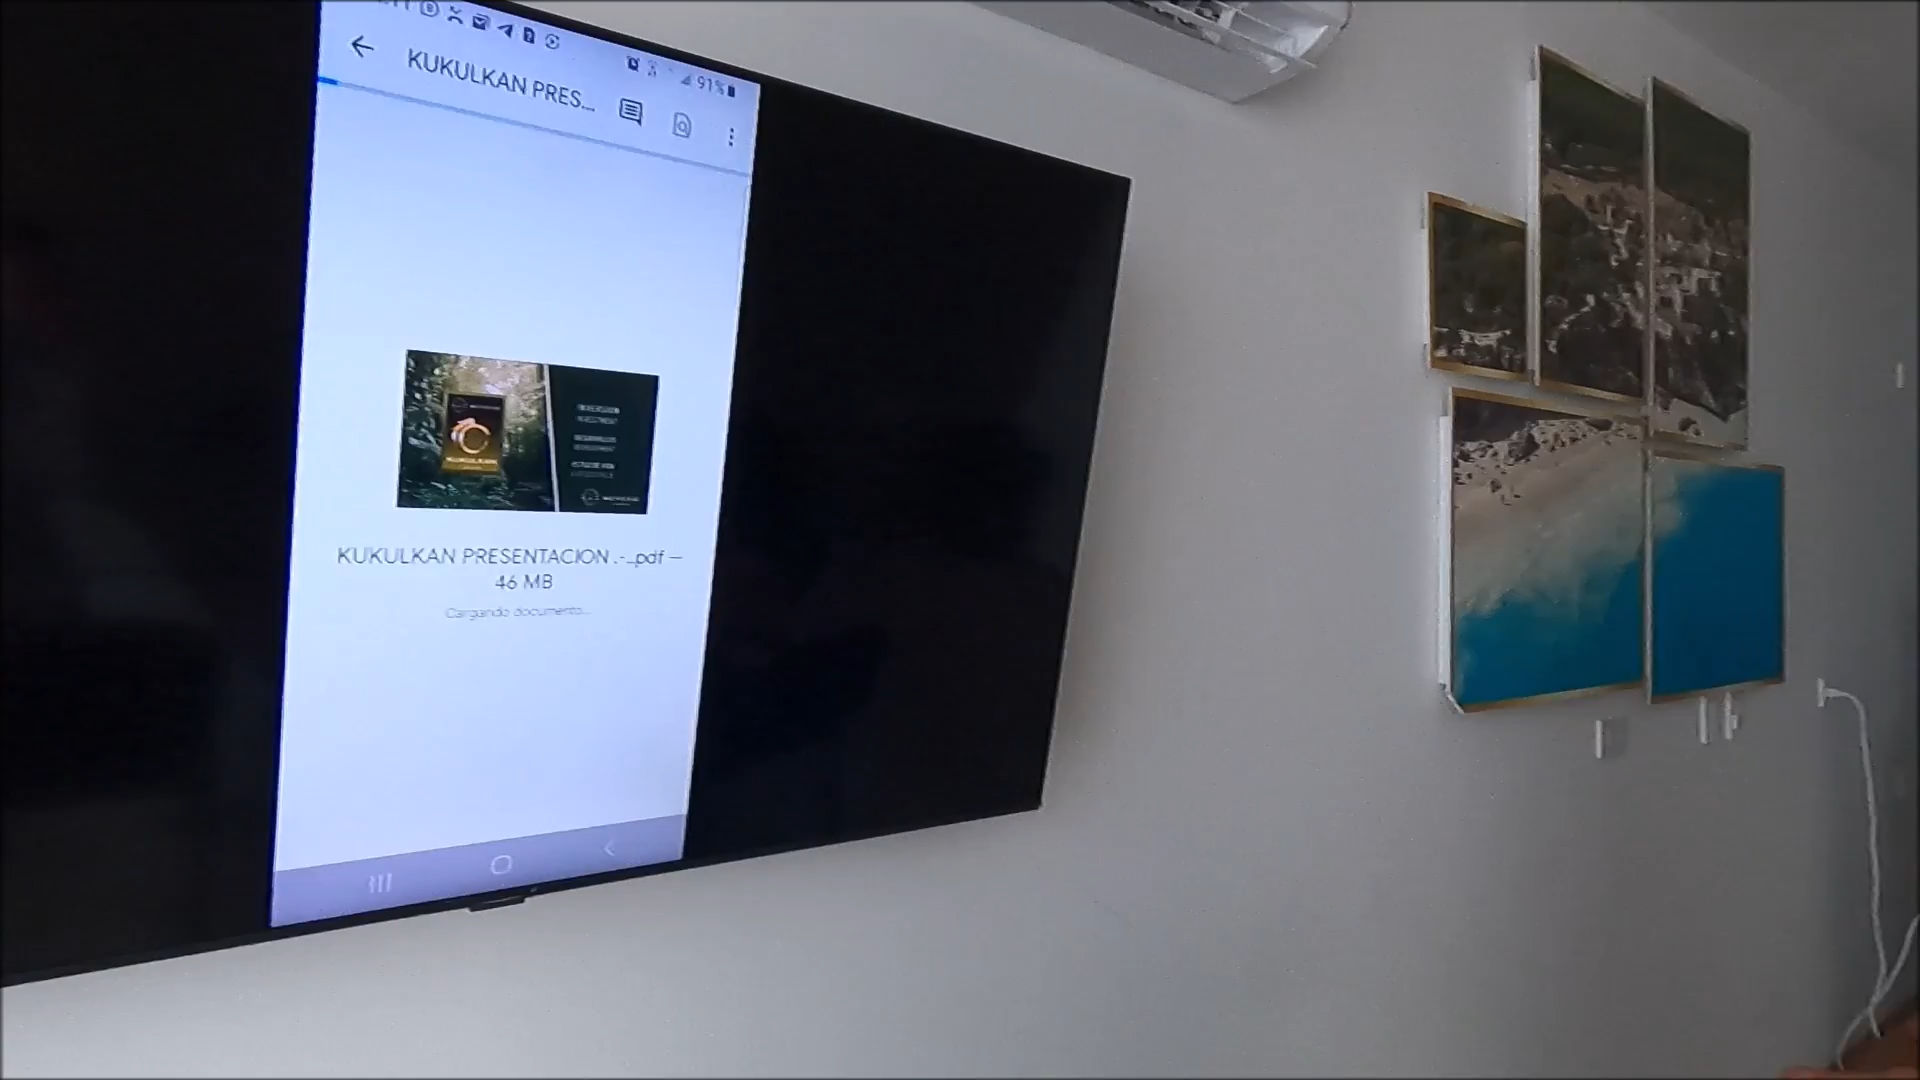 91%
KUKULKAN PRES...
KUKULKAN PRESENTACION .-_.pdf —
46 MB
Cargando documento...